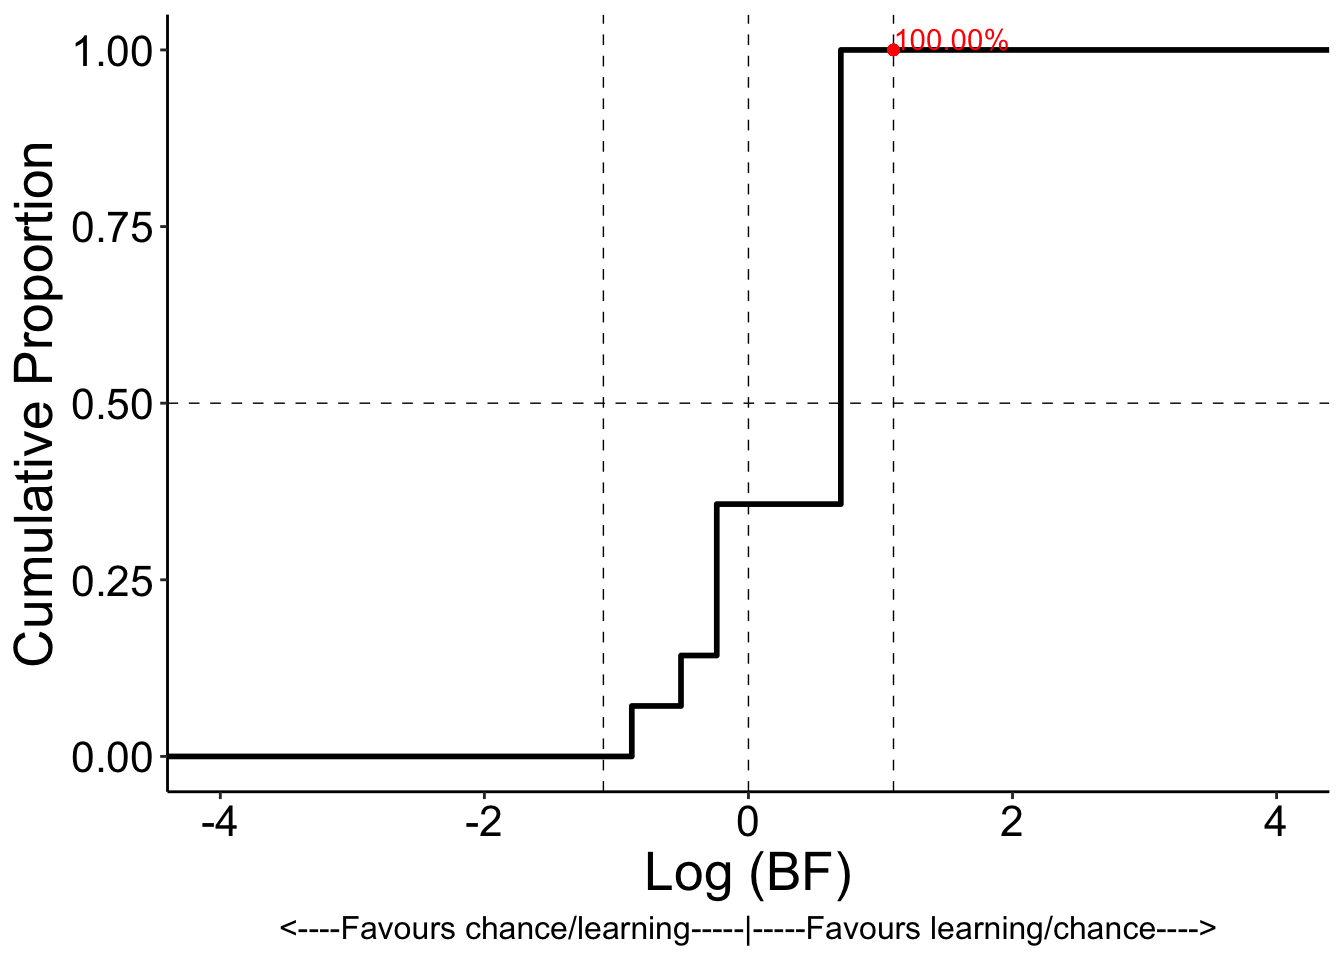 100.00%
1.00
0.75
0.50
0.25
0.00
Cumulative Proportion
-4 -2 0 2 4
Log (BF)
<----Favours chance/learning-----|-----Favours learning/chance---->